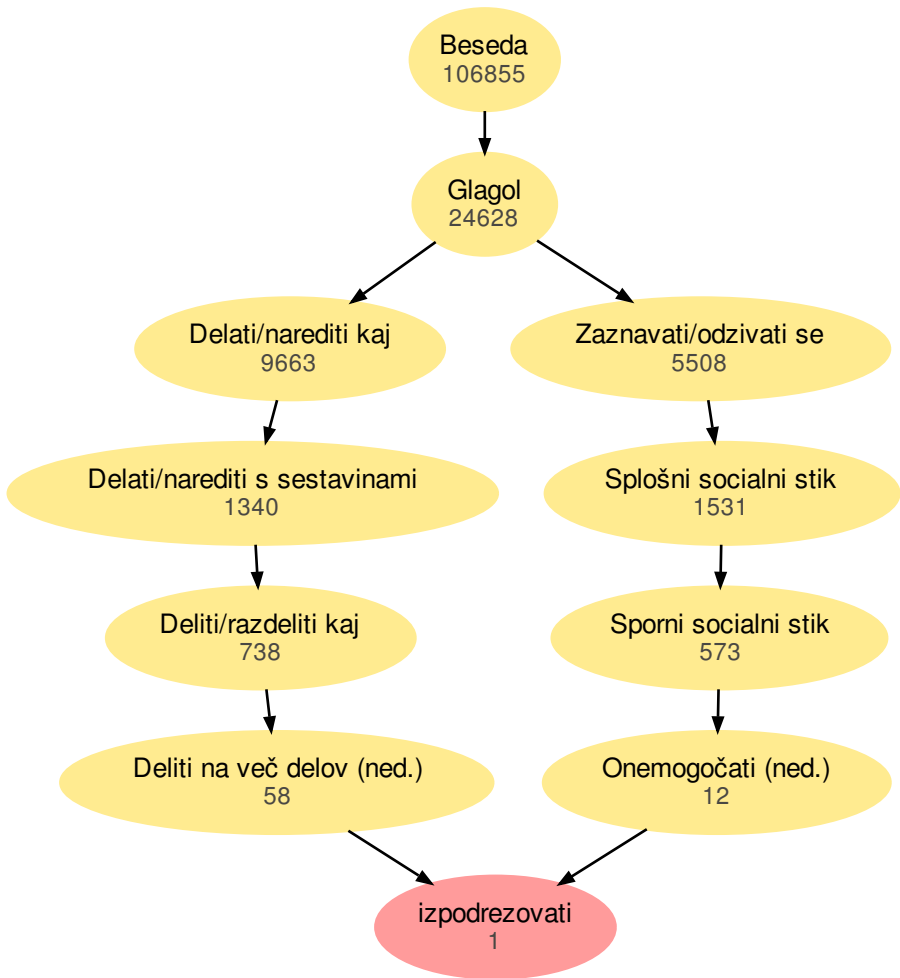 Beseda
106855
Glagol
24628
Delati/narediti kaj
9663
Zaznavati/odzivati se
5508
Delati/narediti s sestavinami
1340
Splošni socialni stik
1531
Deliti/razdeliti kaj
738
Sporni socialni stik
573
Deliti na več delov (ned.)
58
Onemogočati (ned.)
12
izpodrezovati
1